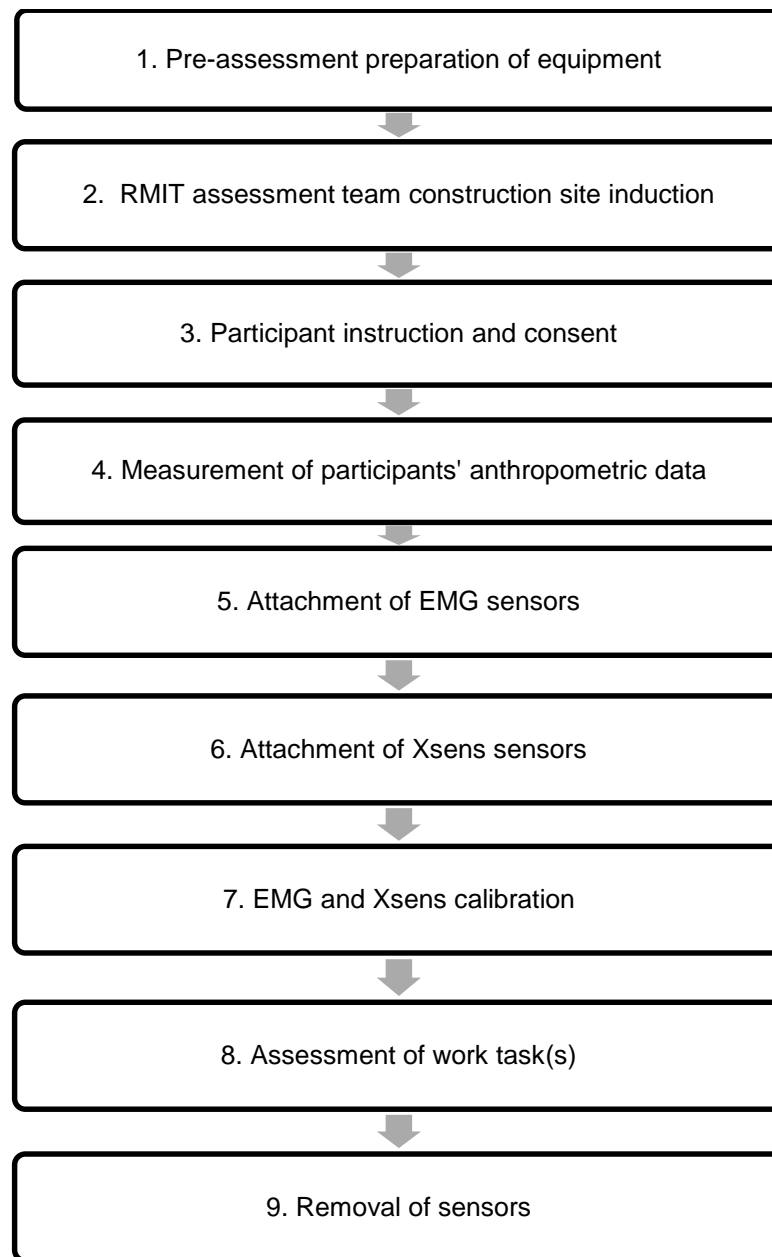 1. Pre-assessment preparation of equipment
2. RMIT assessment team construction site induction
3. Participant instruction and consent
4. Measurement of participants' anthropometric data
5. Attachment of EMG sensors
6. Attachment of Xsens sensors
7. EMG and Xsens calibration
8. Assessment of work task(s)
9. Removal of sensors